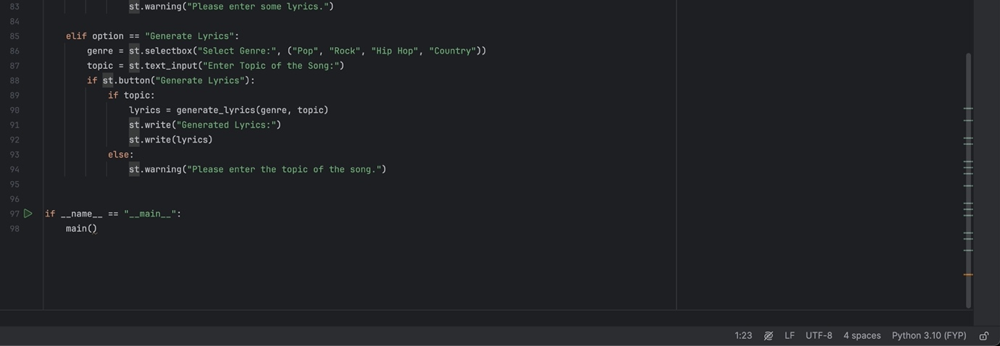 83 st.warning("Please enter some lyrics.")
84
85 elif option == "Generate Lyrics":
86 genre = st.selectbox("Select Genre:", ("Pop", "Rock", "Hip Hop", "Country"))
87 topic = st.text_input("Enter Topic of the Song:")
88 if st.button("Generate Lyrics"):
89 if topic:
90 lyrics = generate_lyrics(genre, topic)
91 st.write("Generated Lyrics:")
92 st.write(lyrics)
93 else:
94 st.warning("Please enter the topic of the song.")
95
96
97 if __name__ == "__main__":
98 main()
1:23 LF UTF-8 4 spaces Python 3.10 (FYP)